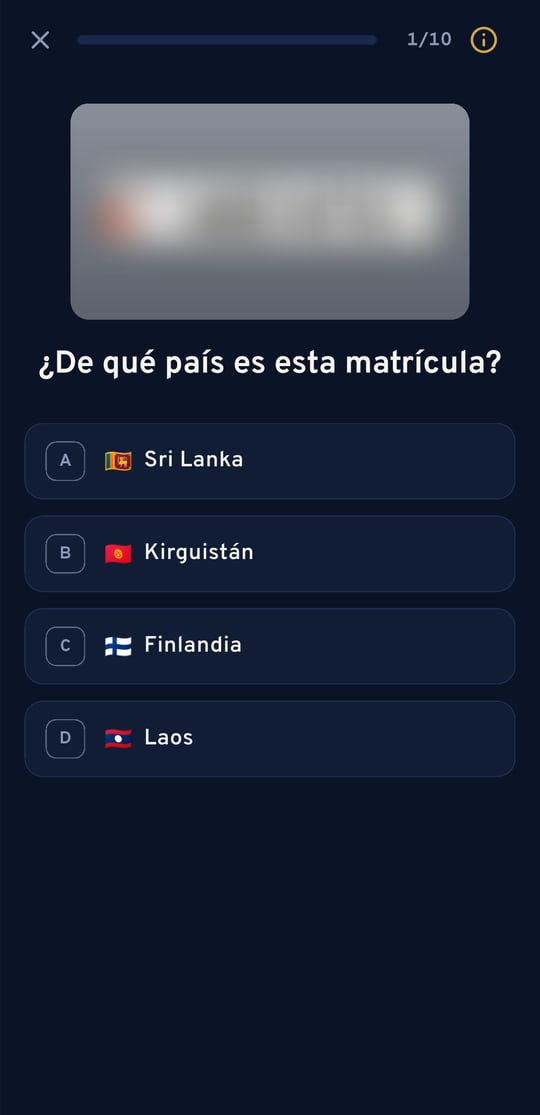 1/10
¿De qué país es esta matrícula?
A Sri Lanka
B Kirguistán
C Finlandia
D Laos